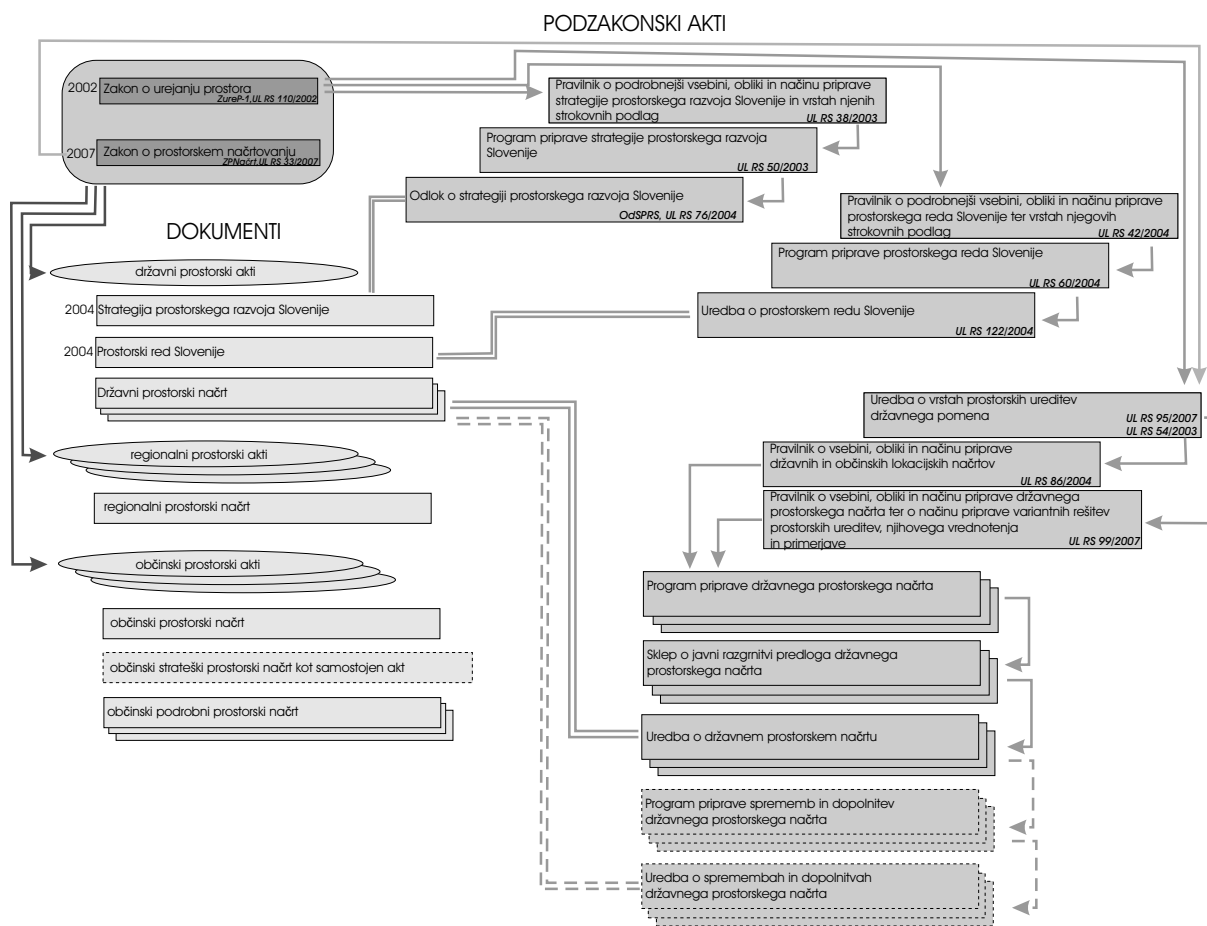 PODZAKONSKI AKTI
2002
Zakon o urejanju prostora
ZureP-1,UL RS 110/2002
2007
Zakon o prostorskem načrtovanju
ZPNačrt,UL RS 33/2007
Pravilnik o podrobnejši vsebini, obliki in načinu priprave
strategije prostorskega razvoja Slovenije in vrstah njenih
strokovnih podlag
UL RS 38/2003
Program priprave strategije prostorskega razvoja
Slovenije
UL RS 50/2003
Odlok o strategiji prostorskega razvoja Slovenije
OdSPRS, UL RS 76/2004
Pravilnik o podrobnejši vsebini, obliki in načinu priprave
prostorskega reda Slovenije ter vrstah njegovih
strokovnih podlag
UL RS 42/2004
Program priprave prostorskega reda Slovenije
UL RS 60/2004
Uredba o prostorskem redu Slovenije
UL RS 122/2004
DOKUMENTI
državni prostorski akti
2004
Strategija prostorskega razvoja Slovenije
2004
Prostorski red Slovenije
Državni prostorski načrt
regionalni prostorski akti
regionalni prostorski načrt
občinski prostorski akti
občinski prostorski načrt
občinski strateški prostorski načrt kot samostojen akt
občinski podrobni prostorski načrt
Uredba o vrstah prostorskih ureditev
državnega pomena
UL RS 95/2007
UL RS 54/2003
Pravilnik o vsebini, obliki in načinu priprave
državnih in občinskih lokacijskih načrtov
UL RS 86/2004
Pravilnik o vsebini, obliki in načinu priprave državnega
prostorskega načrta ter o načinu priprave variantnih rešitev
prostorskih ureditev, njihovega vrednotenja
in primerjave
UL RS 99/2007
Program priprave državnega prostorskega načrta
Sklep o javni razgrnitvi predloga državnega
prostorskega načrta
Uredba o državnem prostorskem načrtu
Program priprave sprememb in dopolnitev
državnega prostorskega načrta
Uredba o spremembah in dopolnitvah
državnega prostorskega načrta